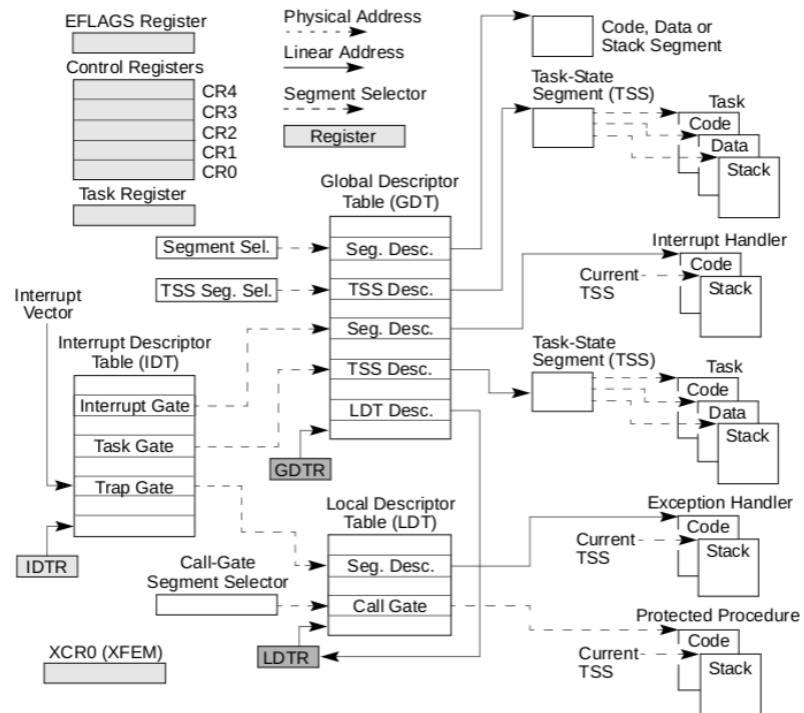 EFLAGS Register
Control Registers
CR4
CR3
CR2
CR1
CR0
Task Register
Physical Address
Linear Address
Segment Selector
Register
Code, Data or
Stack Segment
Task-State
Segment (TSS)
Task
Code
Data
Stack
Global Descriptor
Table (GDT)
Segment Sel.
Seg. Desc.
TSS Seg. Sel.
TSS Desc.
Interrupt Handler
Code
Current
TSS
Stack
Interrupt
Vector
Seg. Desc.
Interrupt Descriptor
Table (IDT)
TSS Desc.
Task-State
Segment (TSS)
Task
Code
Data
Stack
Interrupt Gate
LDT Desc.
Task Gate
GDTR
Trap Gate
Local Descriptor
Table (LDT)
Exception Handler
Code
Current
TSS
Stack
IDTR
Call-Gate
Segment Selector
Seg. Desc.
Call Gate
Protected Procedure
Code
Current
TSS
Stack
XCR0 (XFEM)
LDTR